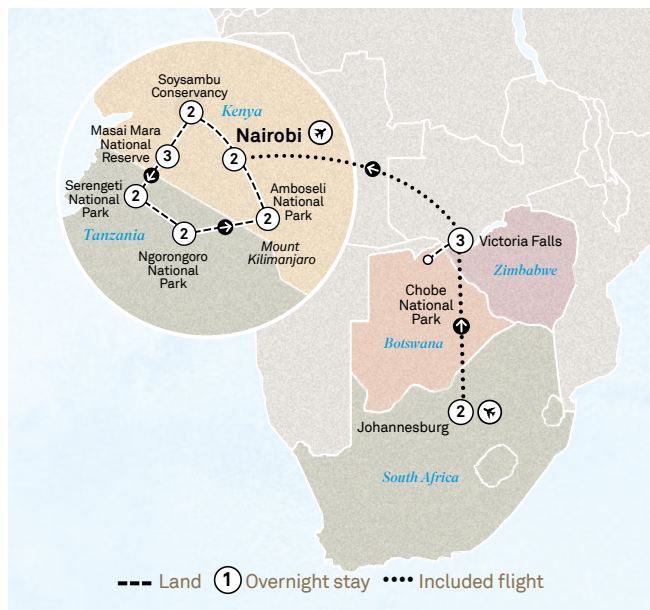 Soysambu
Conservancy
2
Kenya
Nairobi
Masai Mara
National
Reserve
3
2
Serengeti
National
Park
2
Amboseli
National
Park
2
2
Tanzania
Mount
Kilimanjaro
Ngorongoro
National
Park
3
Victoria Falls
Zimbabwe
Chobe
National
Park
Botswana
2
Johannesburg
South Africa
Land
1
Overnight stay
Included flight